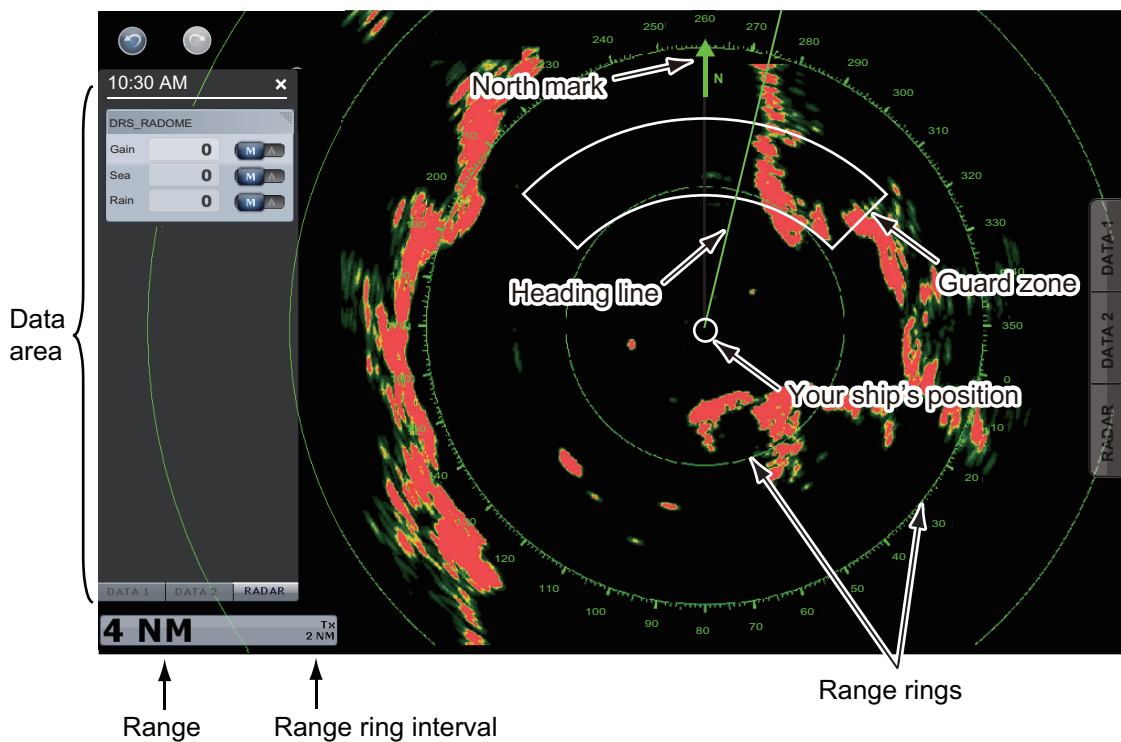 10:30 AM ×
DRS_RADOME
Gain 0 M A
Sea 0 M A
Rain 0 M A
DATA 1 DATA 2 RADAR
4 NM
Tx
2 NM
Data
area
Range
Range ring interval
Range rings
North mark
N
Heading line
Guard zone
Your ship's position
DATA 1
DATA 2
RADAR
230
240
250
260
270
280
290
300
310
320
330
350
0
10
20
30
40
50
60
70
80
90
100
110
120
200